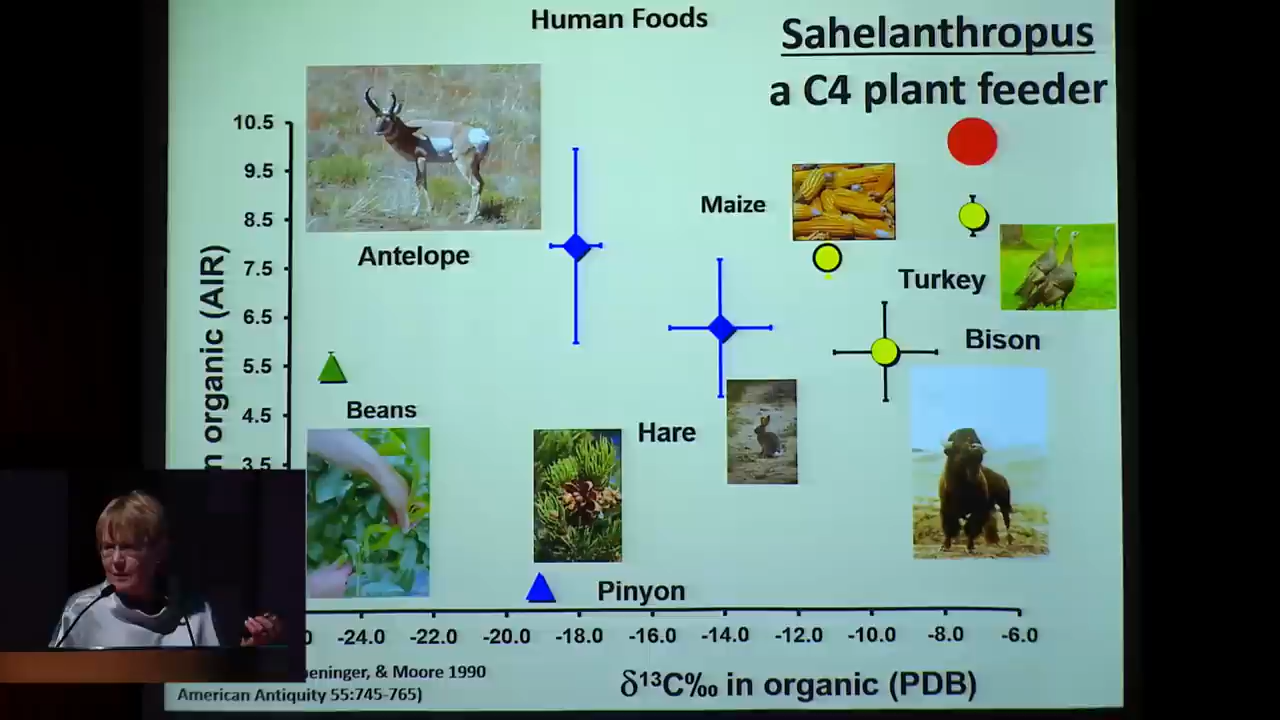 Human Foods
Sahelanthropus
a C4 plant feeder
10.5
9.5
8.5
7.5
6.5
5.5
4.5
3.5
organic (AIR)
Antelope
Maize
Turkey
Bison
Beans
Hare
Pinyon
-24.0
-22.0
-20.0
-18.0
-16.0
-14.0
-12.0
-10.0
-8.0
-6.0
δ¹³C‰ in organic (PDB)
& Moore 1990
American Antiquity 55:745-765)